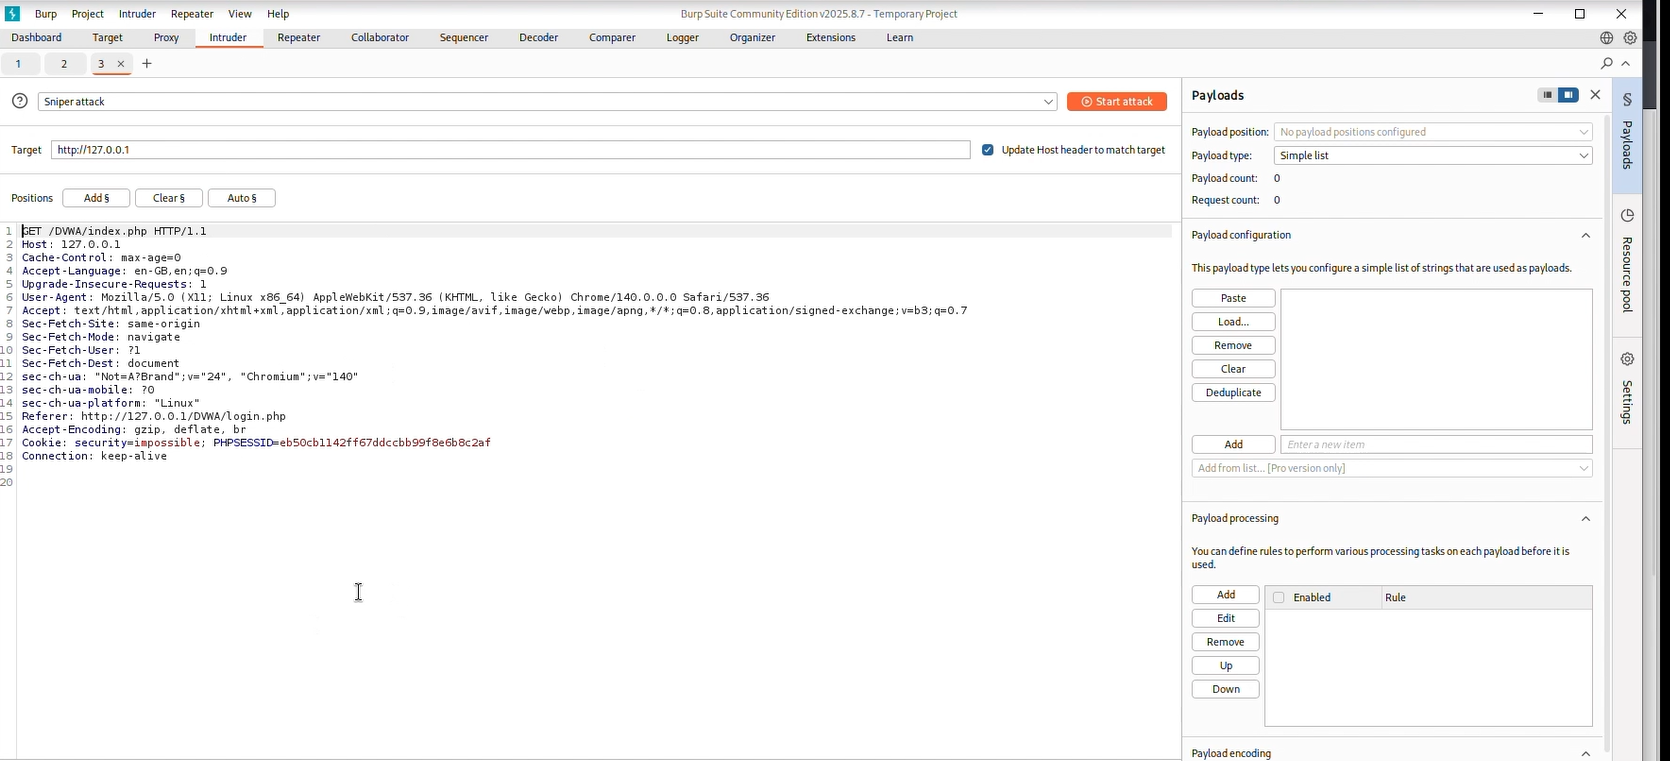 Burp Project Intruder Repeater View Help
Burp Suite Community Edition v2025.8.7 - Temporary Project
Dashboard Target Proxy Intruder Repeater Collaborator Sequencer Decoder Comparer Logger Organizer Extensions Learn
1 2 3 × +
? Sniper attack Start attack
Target http://127.0.0.1 Update Host header to match target
Positions Add § Clear § Auto §
1 GET /DVWA/index.php HTTP/1.1
2 Host: 127.0.0.1
3 Cache-Control: max-age=0
4 Accept-Language: en-GB,en;q=0.9
5 Upgrade-Insecure-Requests: 1
6 User-Agent: Mozilla/5.0 (X11; Linux x86_64) AppleWebKit/537.36 (KHTML, like Gecko) Chrome/140.0.0.0 Safari/537.36
7 Accept: text/html,application/xhtml+xml,application/xml;q=0.9,image/avif,image/webp,image/apng,*/*;q=0.8,application/signed-exchange;v=b3;q=0.7
8 Sec-Fetch-Site: same-origin
9 Sec-Fetch-Mode: navigate
10 Sec-Fetch-User: ?1
11 Sec-Fetch-Dest: document
12 sec-ch-ua: "Not=A?Brand";v="24", "Chromium";v="140"
13 sec-ch-ua-mobile: ?0
14 sec-ch-ua-platform: "Linux"
15 Referer: http://127.0.0.1/DVWA/login.php
16 Accept-Encoding: gzip, deflate, br
17 Cookie: security=impossible; PHPSESSID=eb50cb1142ff67ddccbb99f8e6b8c2af
18 Connection: keep-alive
19
20
Payloads
Payload position: No payload positions configured
Payload type: Simple list
Payload count: 0
Request count: 0
Payload configuration
This payload type lets you configure a simple list of strings that are used as payloads.
Paste
Load...
Remove
Clear
Deduplicate
Add Enter a new item
Add from list... [Pro version only]
Payload processing
You can define rules to perform various processing tasks on each payload before it is
used.
Add Enabled Rule
Edit
Remove
Up
Down
Payload encoding
§ Payloads
Resource pool
Settings